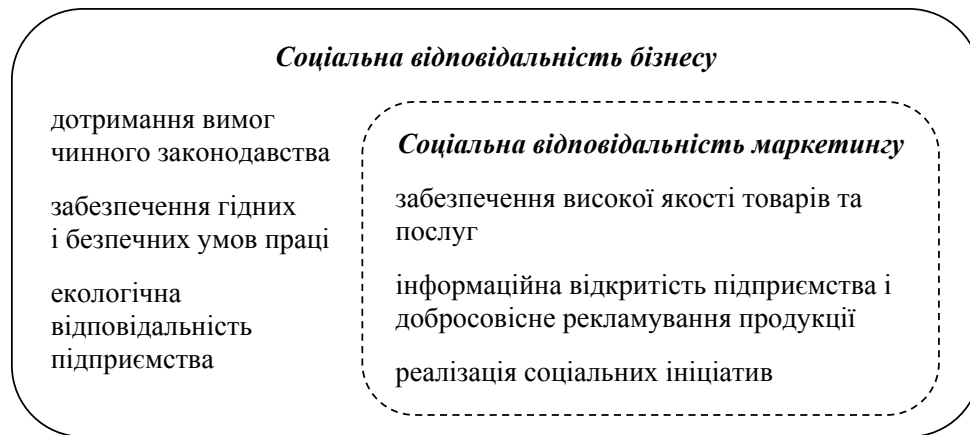 Соціальна відповідальність бізнесу
дотримання вимог
чинного законодавства
забезпечення гідних
і безпечних умов праці
екологічна
відповідальність
підприємства
Соціальна відповідальність маркетингу
забезпечення високої якості товарів та
послуг
інформаційна відкритість підприємства і
добросовісне рекламування продукції
реалізація соціальних ініціатив